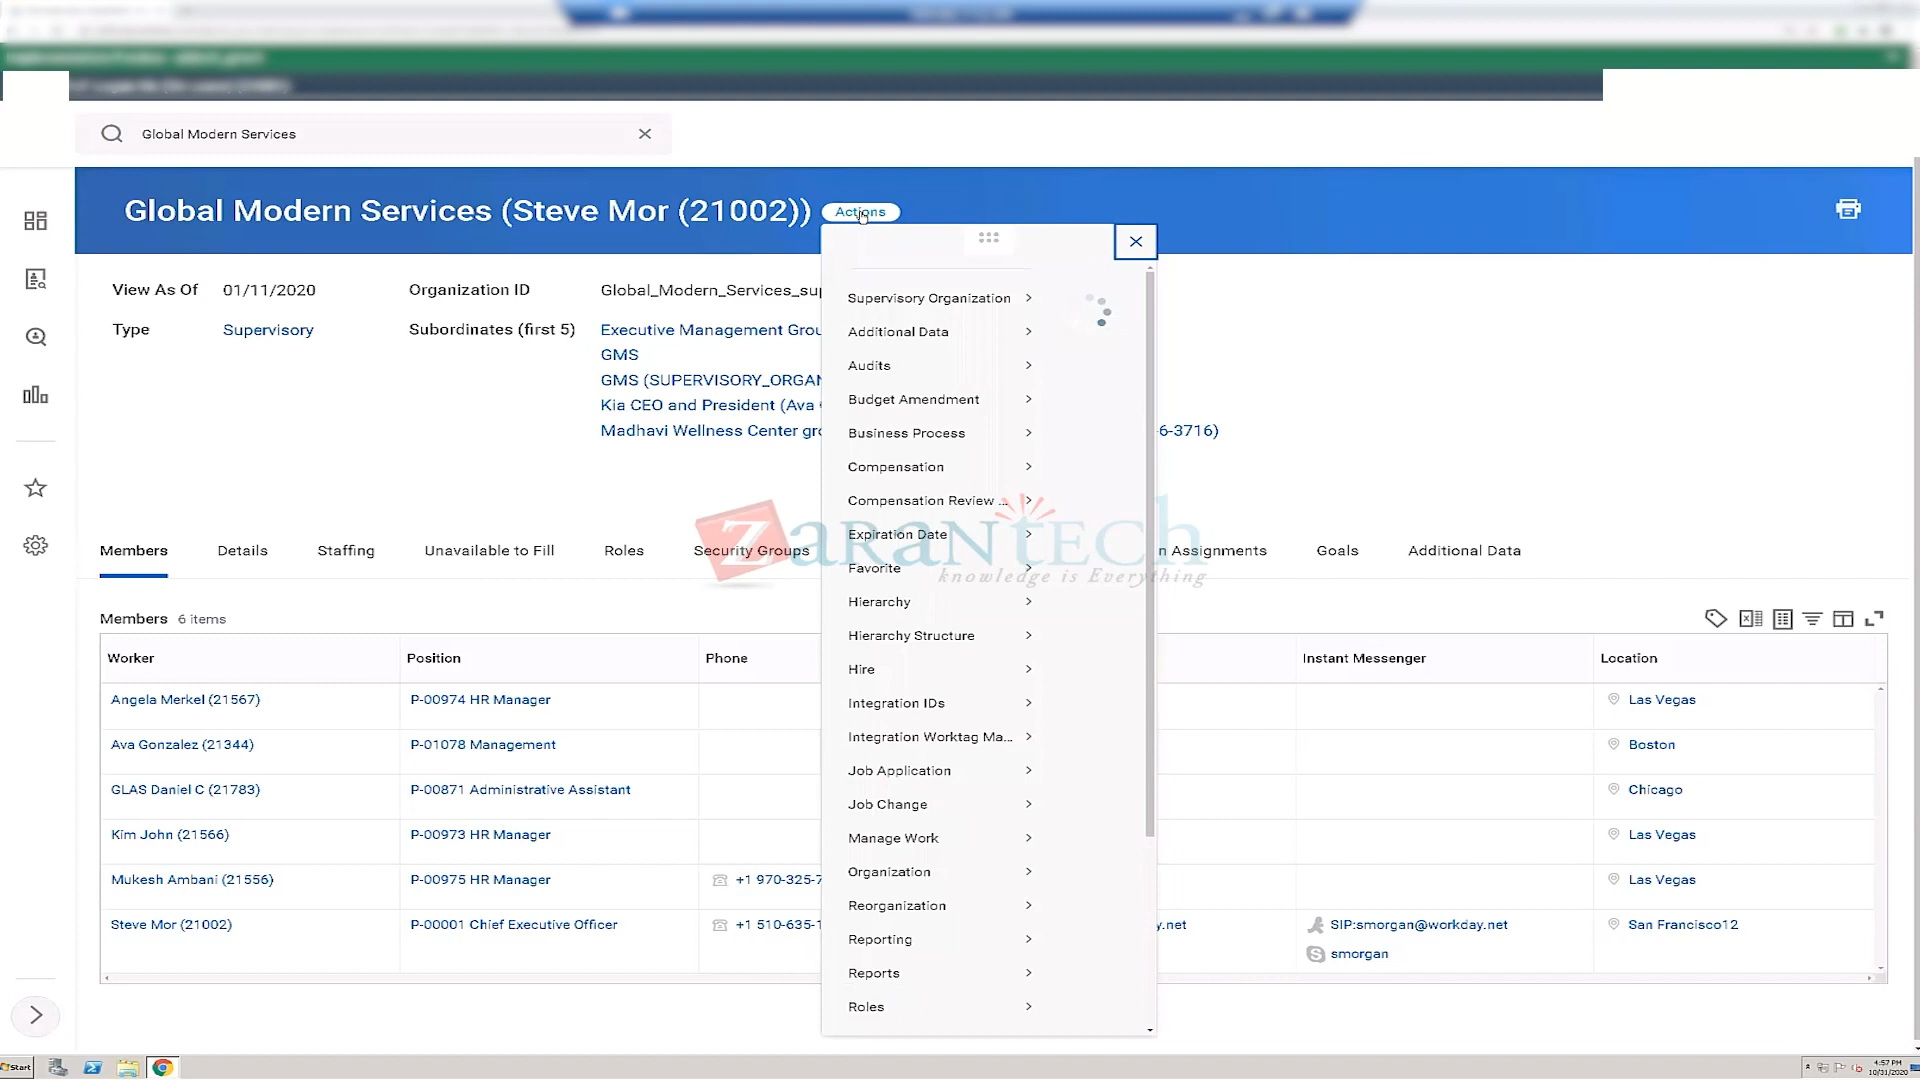 Global Modern Services
Global Modern Services (Steve Mor (21002))
Actions
View As Of 01/11/2020
Organization ID Global_Modern_Services_sup
Type Supervisory
Subordinates (first 5) Executive Management Grou
GMS
GMS (SUPERVISORY_ORGAN
Kia CEO and President (Ava
Madhavi Wellness Center gro 6-3716)
Supervisory Organization
Additional Data
Audits
Budget Amendment
Business Process
Compensation
Compensation Review ...
Expiration Date
Favorite
Hierarchy
Hierarchy Structure
Hire
Integration IDs
Integration Worktag Ma...
Job Application
Job Change
Manage Work
Organization
Reorganization
Reporting
Reports
Roles
ZaranTech
knowledge is Everything
Members Details Staffing Unavailable to Fill Roles Security Groups n Assignments Goals Additional Data
Members 6 items
Worker Position Phone Instant Messenger Location
Angela Merkel (21567) P-00974 HR Manager Las Vegas
Ava Gonzalez (21344) P-01078 Management Boston
GLAS Daniel C (21783) P-00871 Administrative Assistant Chicago
Kim John (21566) P-00973 HR Manager Las Vegas
Mukesh Ambani (21556) P-00975 HR Manager +1 970-325-7 Las Vegas
Steve Mor (21002) P-00001 Chief Executive Officer +1 510-635-1 y.net SIP:smorgan@workday.net San Francisco12
smorgan
Start
4:57 PM
10/31/2020